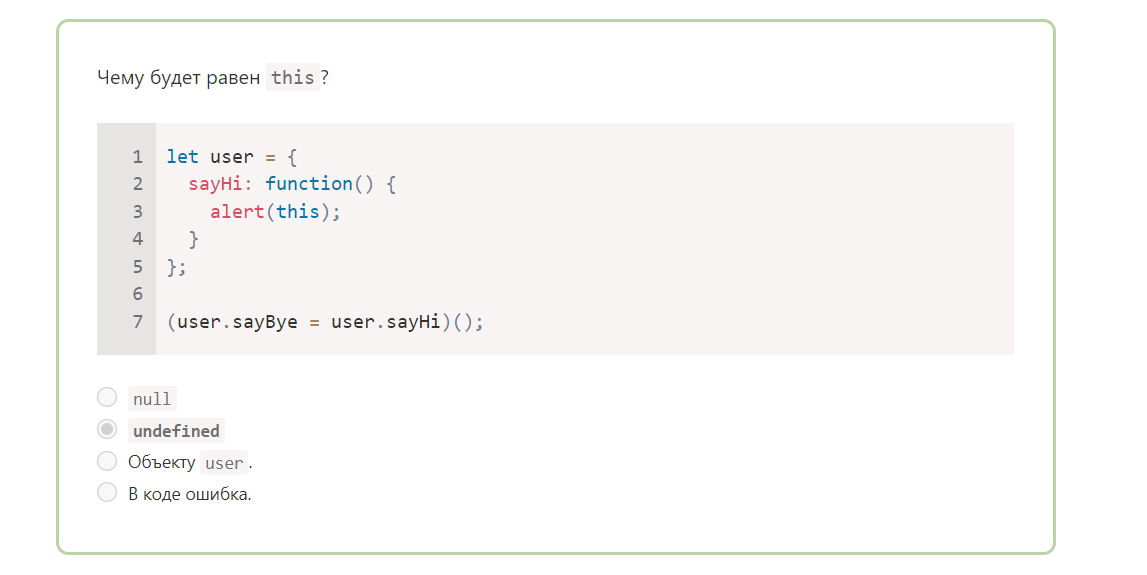 Чему будет равен this?
1 let user = {
2   sayHi: function() {
3     alert(this);
4   }
5 };
6
7 (user.sayBye = user.sayHi)();
null
undefined
Объекту user.
В коде ошибка.